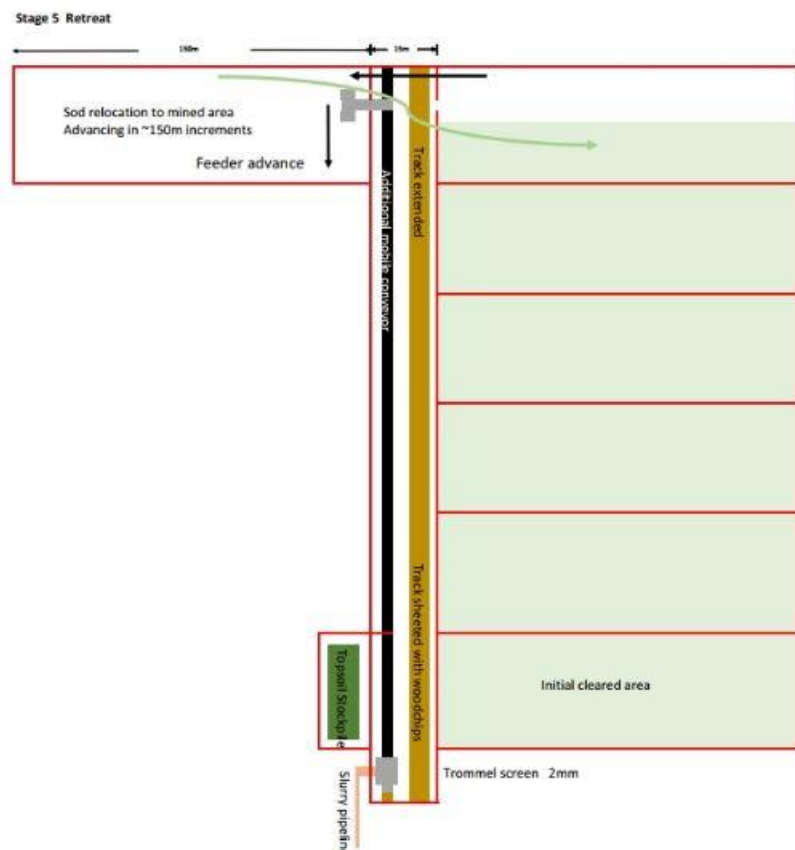 Stage 5 Retreat
150m
15m
Sod relocation to mined area
Advancing in ~150m increments
Feeder advance
Additional mobile conveyor
Track extended
Track sheeted with woodchips
Topsoil Stockpile
Initial cleared area
Trommel screen 2mm
Slurry pipelin